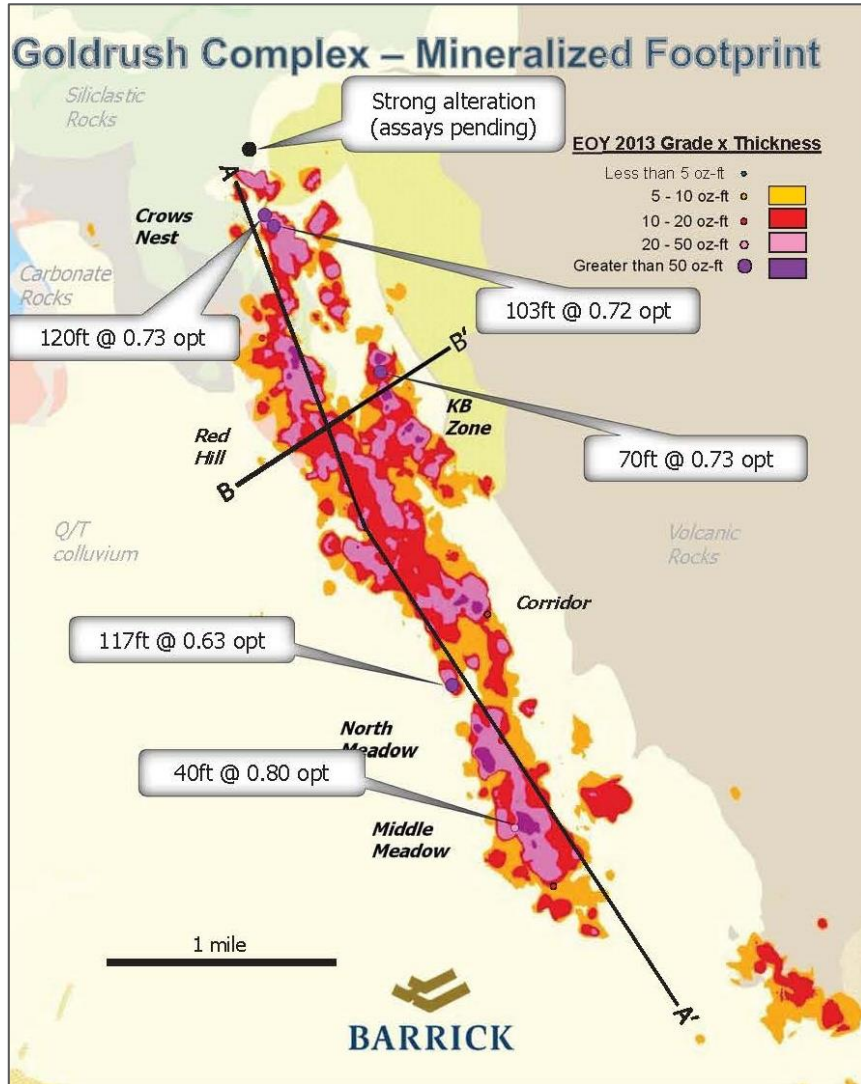 Goldrush Complex – Mineralized Footprint
Siliclastic
Rocks
Strong alteration
(assays pending)
EOY 2013 Grade x Thickness
Less than 5 oz-ft
5 - 10 oz-ft
10 - 20 oz-ft
20 - 50 oz-ft
Greater than 50 oz-ft
A
Crows
Nest
Carbonate
Rocks
120ft @ 0.73 opt
103ft @ 0.72 opt
B'
KB
Zone
Red
Hill
70ft @ 0.73 opt
B
Q/T
colluvium
Volcanic
Rocks
Corridor
117ft @ 0.63 opt
North
Meadow
40ft @ 0.80 opt
Middle
Meadow
1 mile
A'
BARRICK